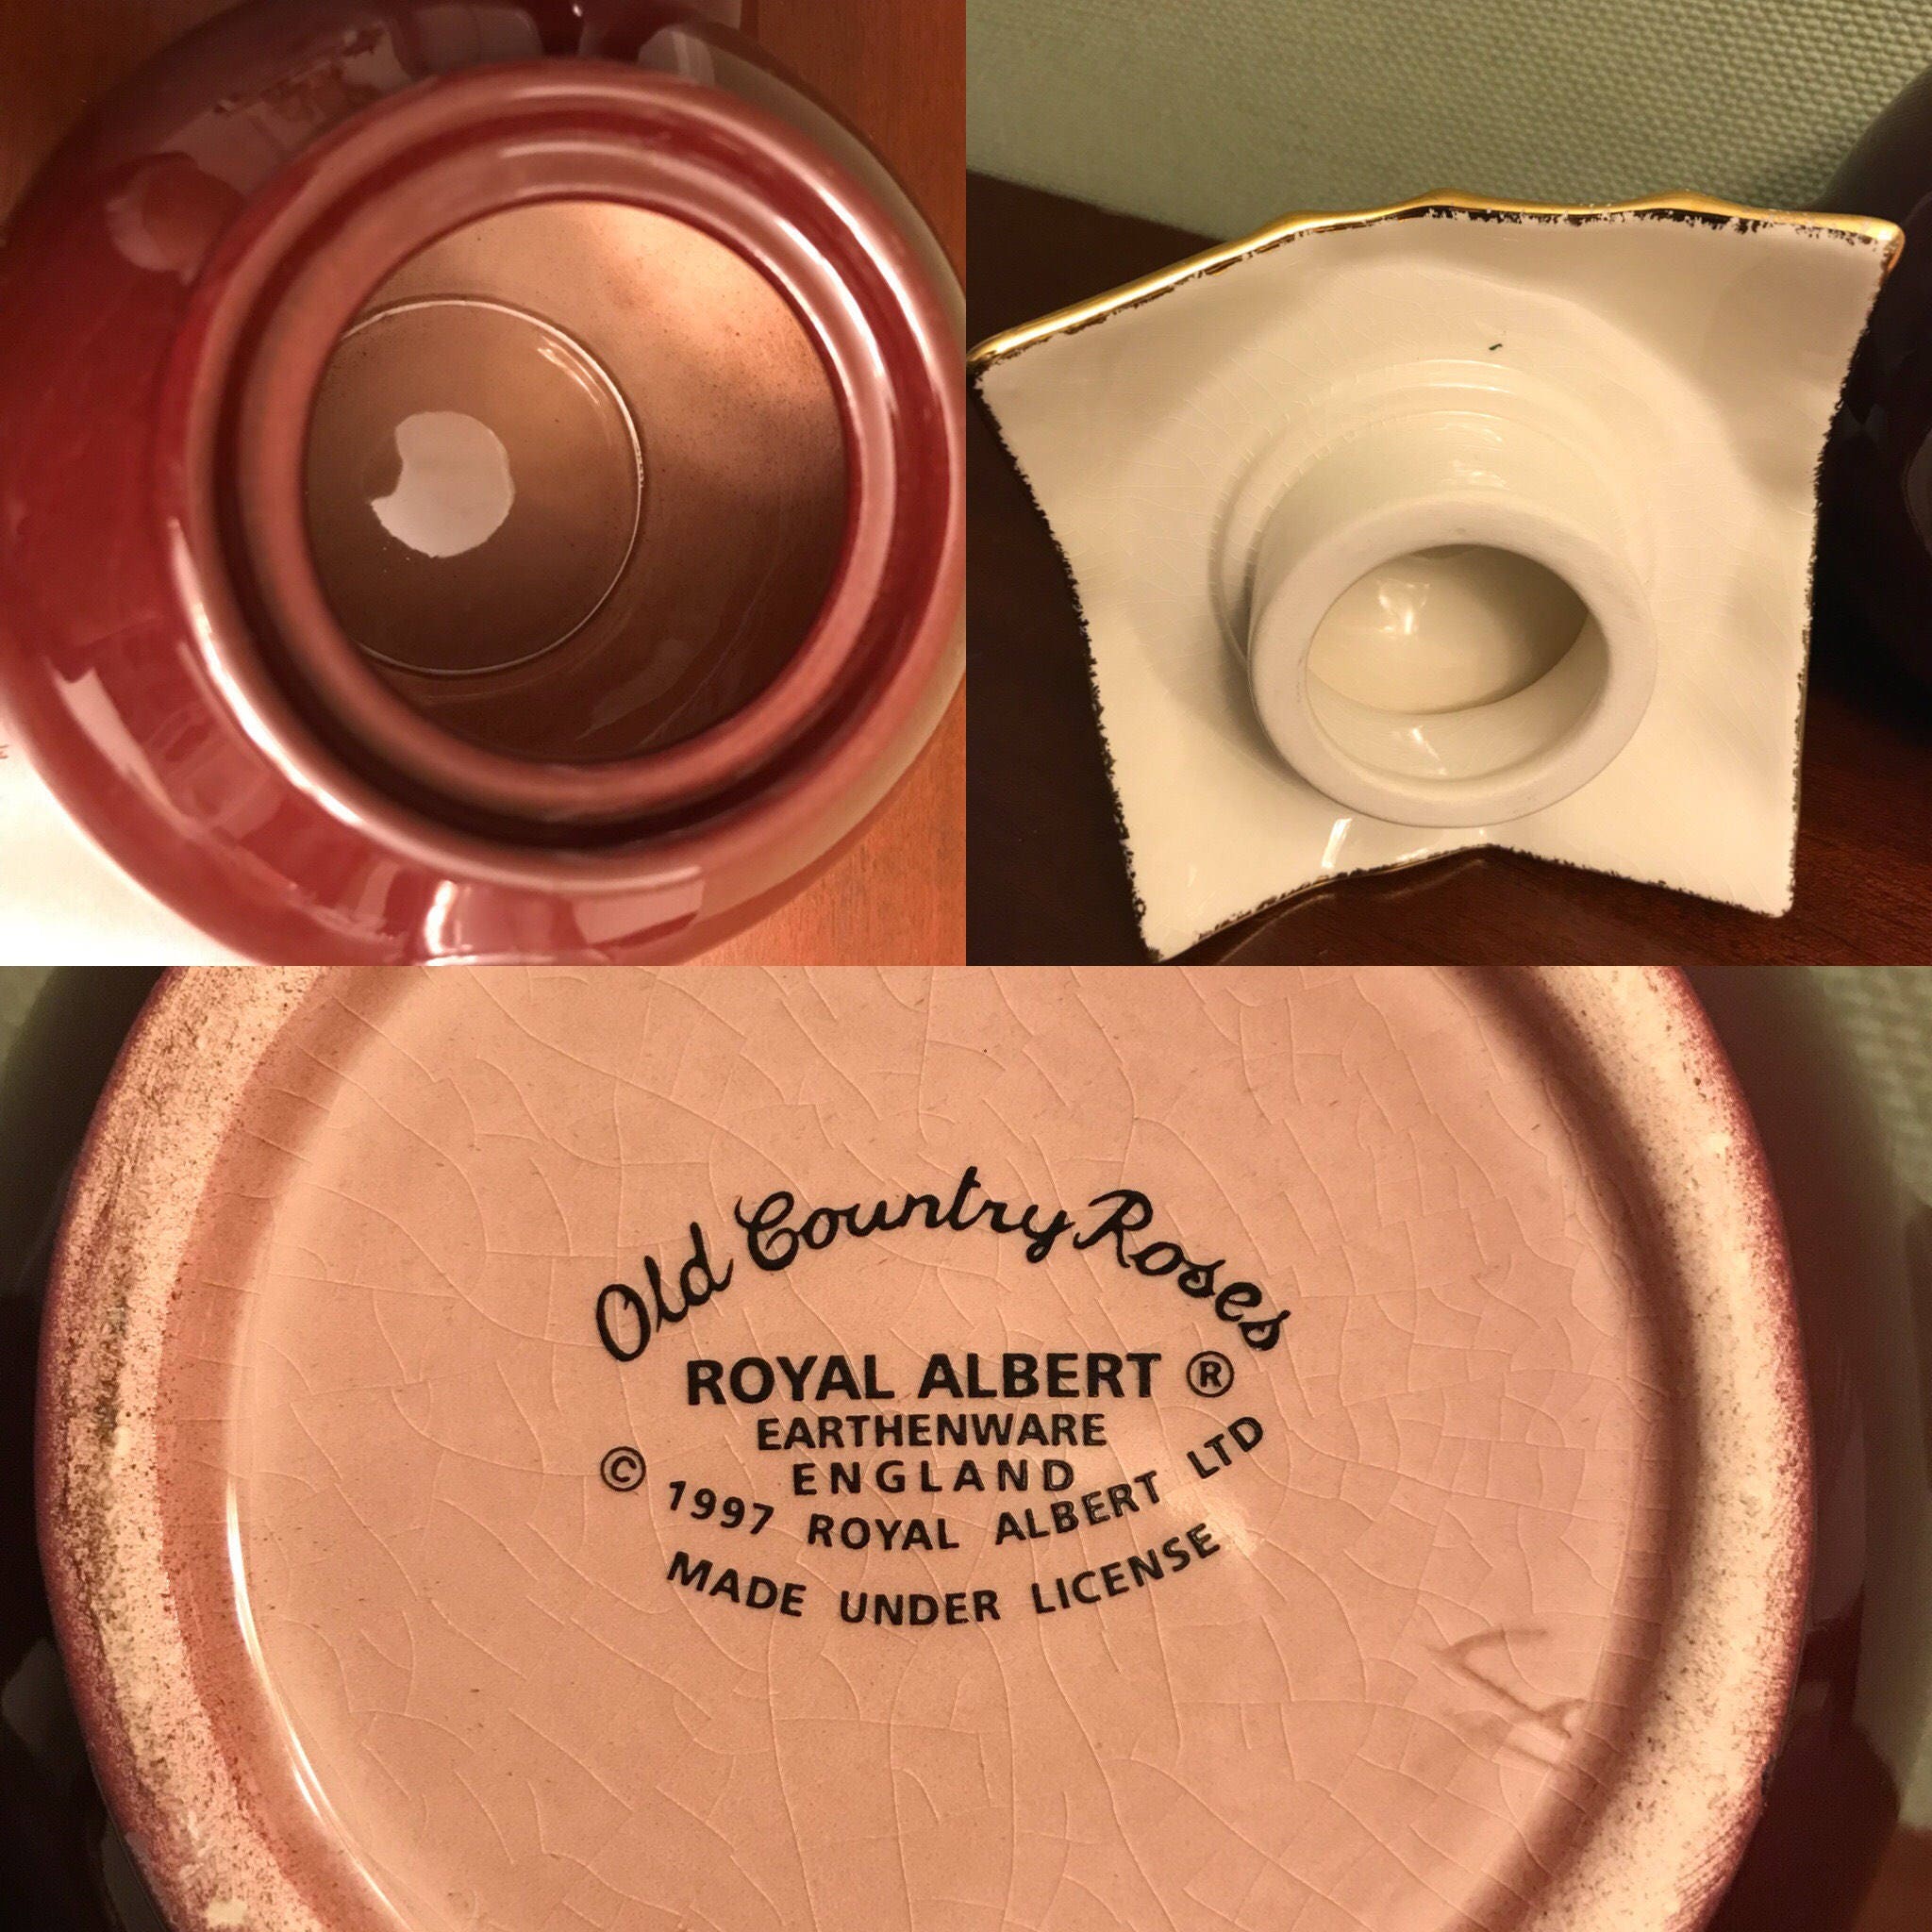 Old Country Roses
ROYAL ALBERT ®
EARTHENWARE
ENGLAND
© 1997 ROYAL ALBERT LTD
MADE UNDER LICENSE